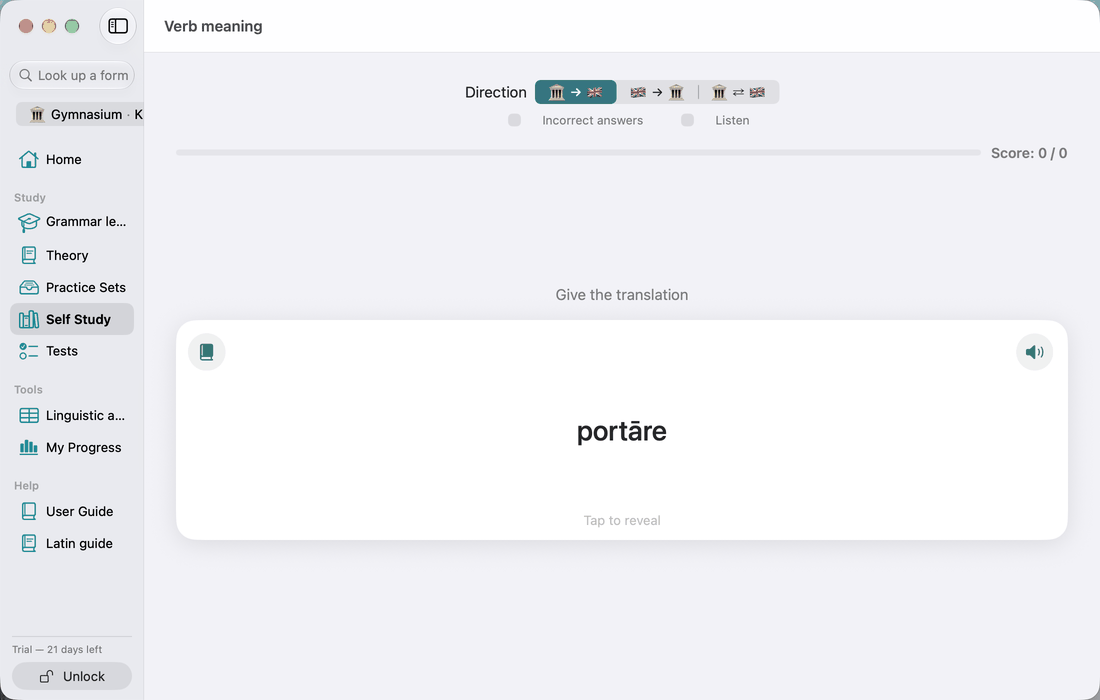 Verb meaning
Look up a form
Gymnasium · K
Home
Study
Grammar le...
Theory
Practice Sets
Self Study
Tests
Tools
Linguistic a...
My Progress
Help
User Guide
Latin guide
Trial — 21 days left
Unlock
Direction
Incorrect answers
Listen
Score: 0 / 0
Give the translation
portāre
Tap to reveal